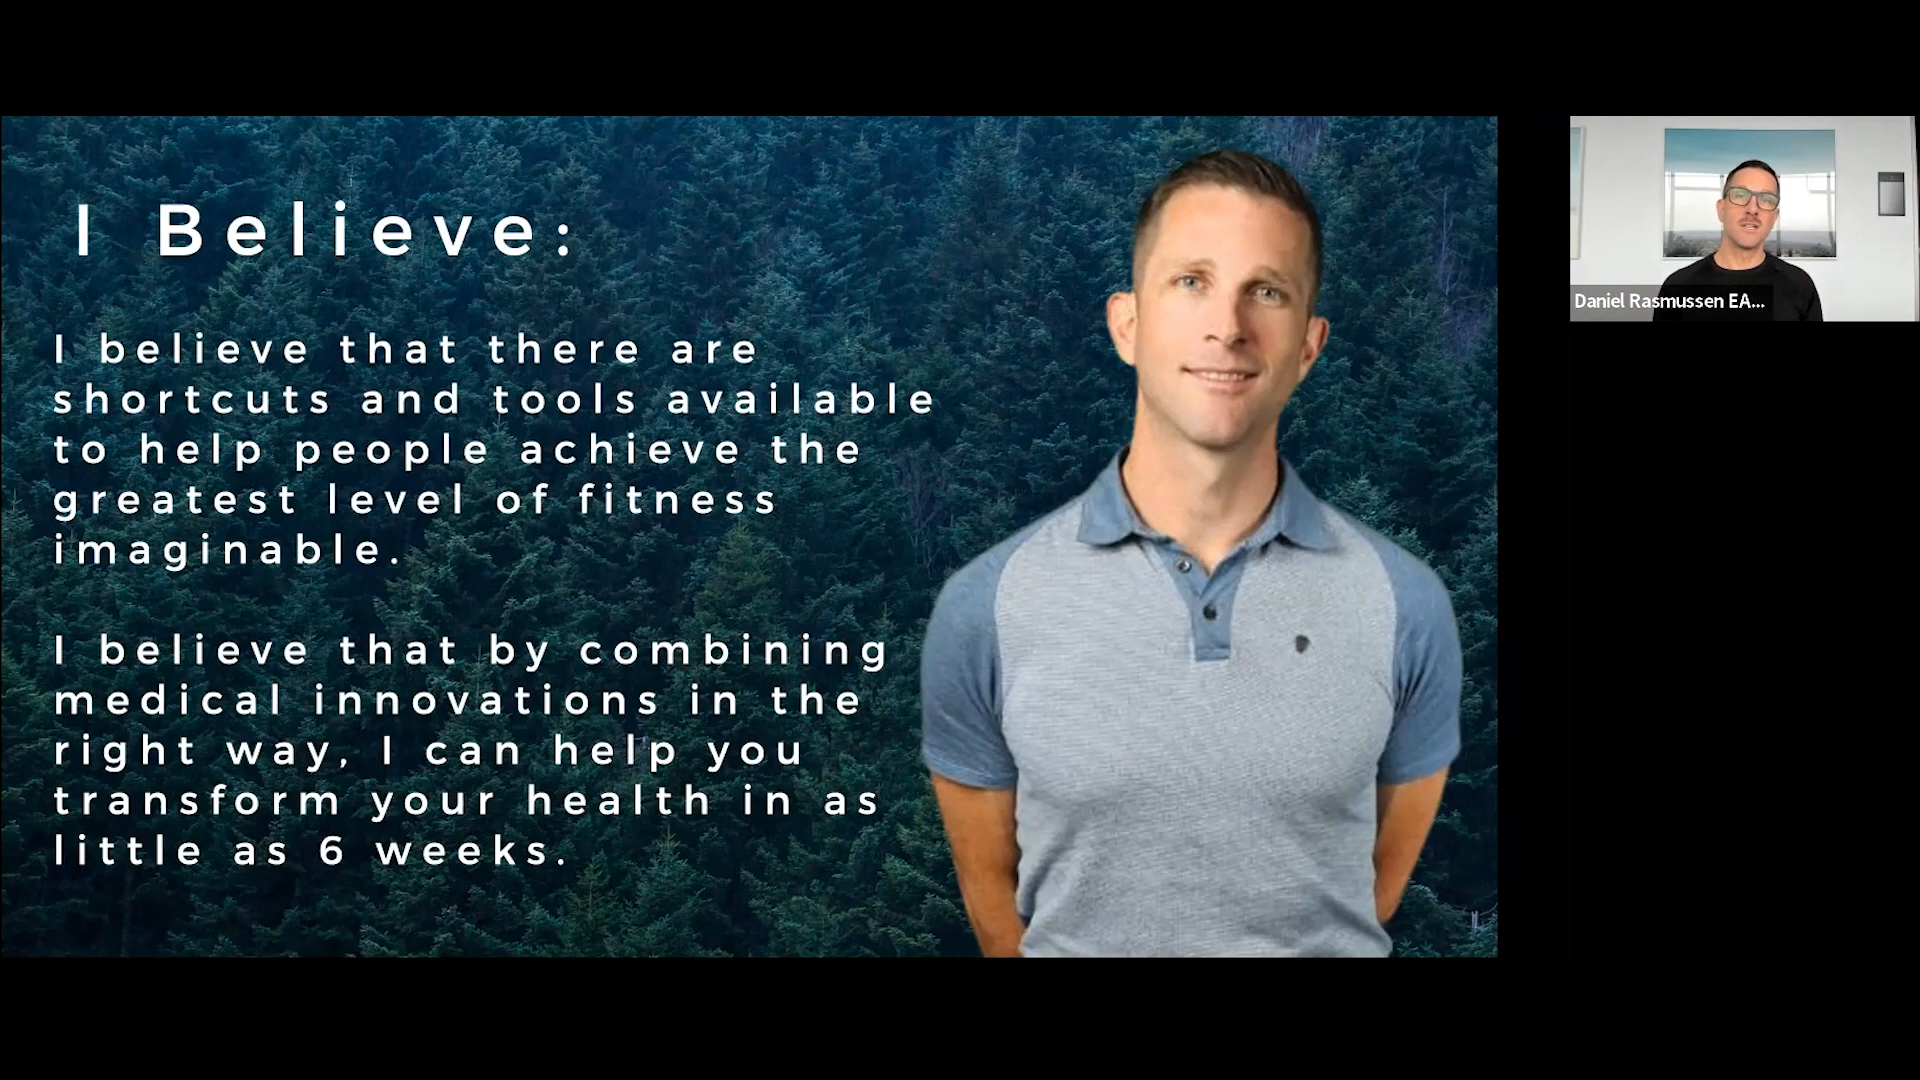 I Believe:
I believe that there are
shortcuts and tools available
to help people achieve the
greatest level of fitness
imaginable.
I believe that by combining
medical innovations in the
right way, I can help you
transform your health in as
little as 6 weeks.
Daniel Rasmussen EA...